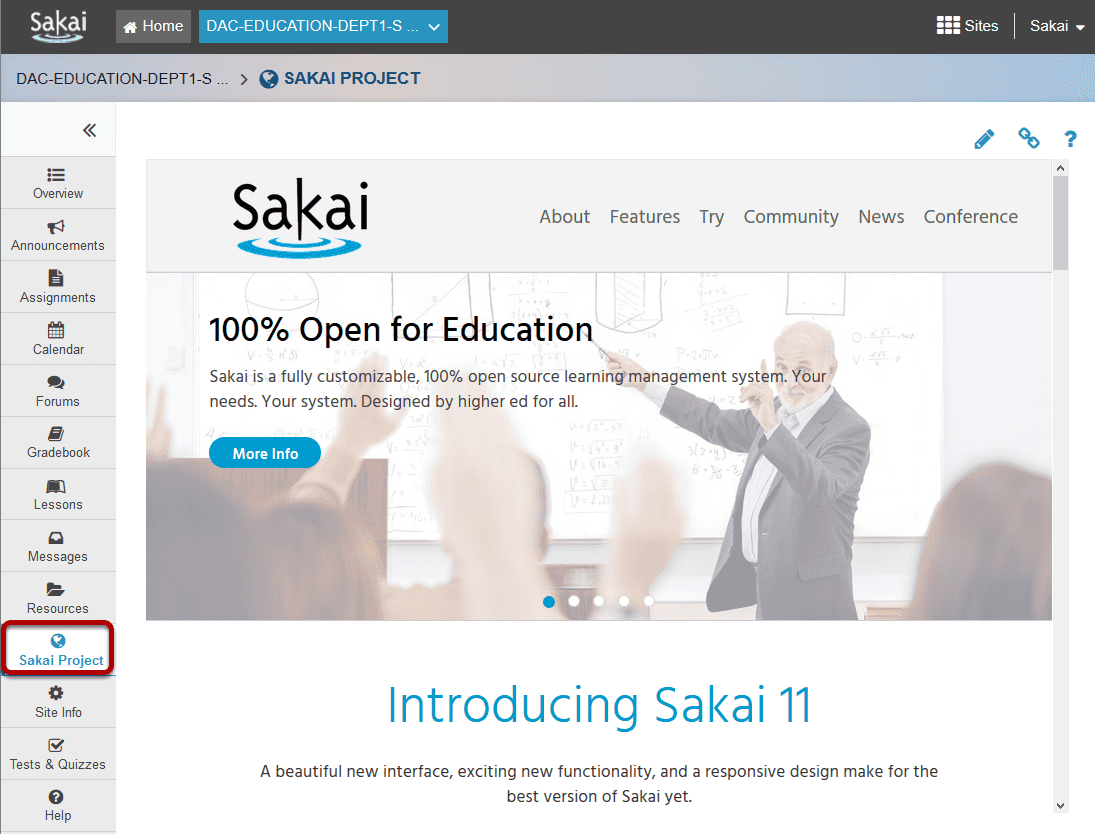 Sakai
Home
DAC-EDUCATION-DEPT1-S ...
Sites
Sakai
DAC-EDUCATION-DEPT1-S ...
SAKAI PROJECT
Overview
Announcements
Assignments
Calendar
Forums
Gradebook
Lessons
Messages
Resources
Sakai Project
Site Info
Tests & Quizzes
Help
Sakai
About Features Try Community News Conference
100% Open for Education
Sakai is a fully customizable, 100% open source learning management system. Your
needs. Your system. Designed by higher ed for all.
More Info
Introducing Sakai 11
A beautiful new interface, exciting new functionality, and a responsive design make for the
best version of Sakai yet.